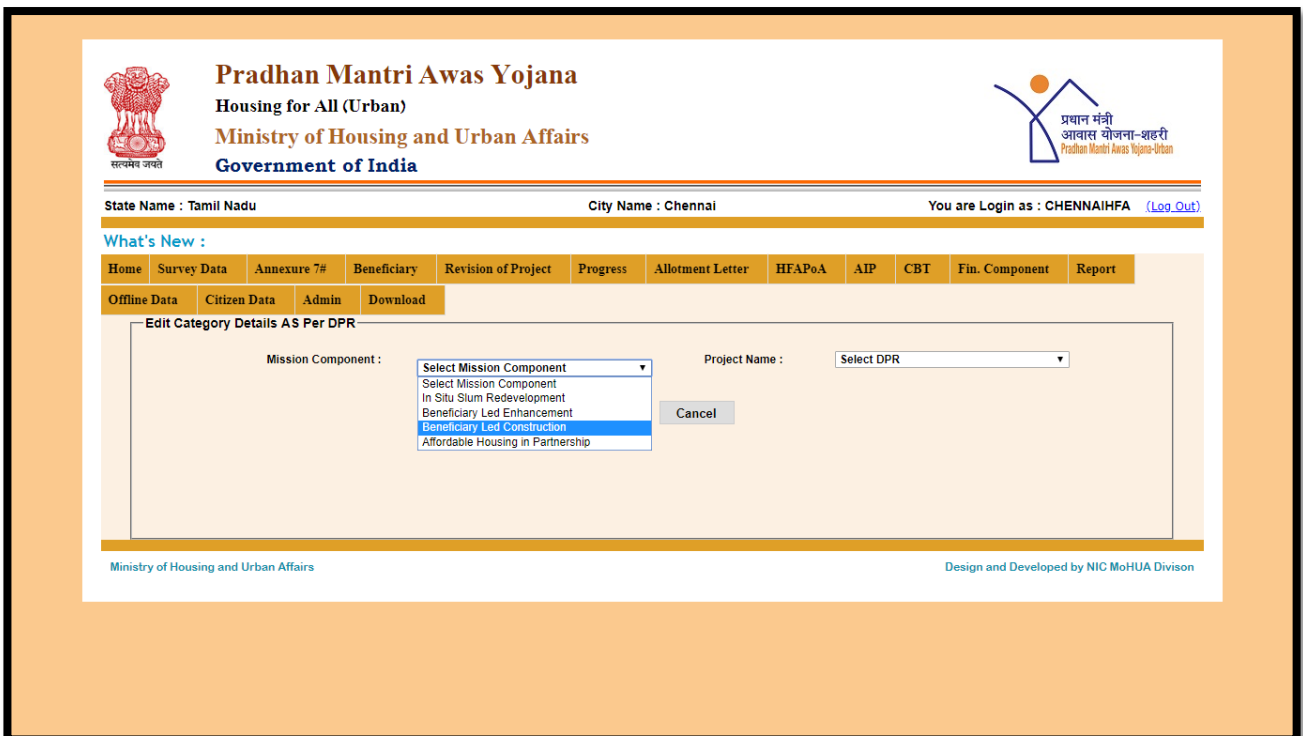 Pradhan Mantri Awas Yojana
Housing for All (Urban)
Ministry of Housing and Urban Affairs
Government of India
सत्यमेव जयते
प्रधान मंत्री
आवास योजना-शहरी
Pradhan Mantri Awas Yojana-Urban
State Name : Tamil Nadu City Name : Chennai You are Login as : CHENNAIHFA (Log Out)
What's New :
Home Survey Data Annexure 7# Beneficiary Revision of Project Progress Allotment Letter HFAPoA AIP CBT Fin. Component Report
Offline Data Citizen Data Admin Download
Edit Category Details AS Per DPR
Mission Component : Select Mission Component Project Name : Select DPR
Select Mission Component
In Situ Slum Redevelopment
Beneficiary Led Enhancement
Beneficiary Led Construction
Affordable Housing in Partnership
Cancel
Ministry of Housing and Urban Affairs Design and Developed by NIC MoHUA Divison